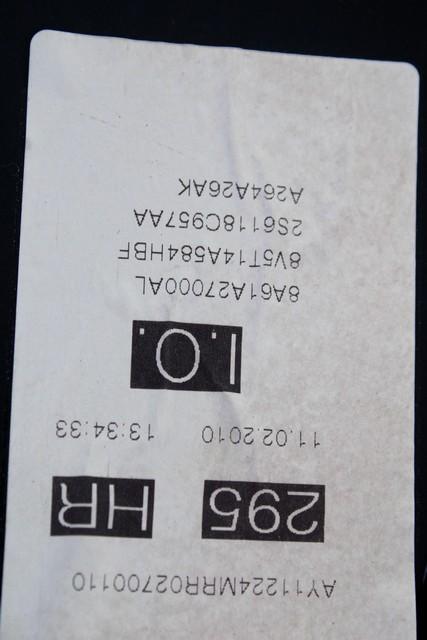 AY11224MRR02700110
295 HR
11.02.2010 13:34:33
I.O.
8A61A27000AL
8V5T14A584HBF
2S6118C957AA
A264A26AK